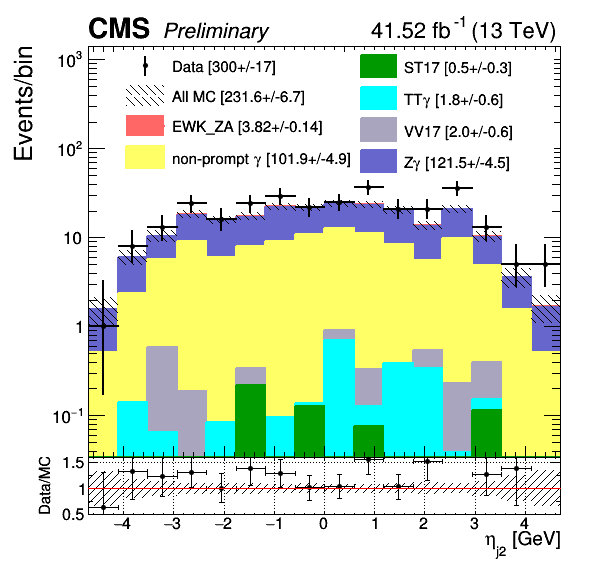 CMS Preliminary 41.52 fb⁻¹ (13 TeV)
Events/bin
10³
10²
10
1
10⁻¹
Data [300+/-17]
All MC [231.6+/-6.7]
EWK_ZA [3.82+/-0.14]
non-prompt γ [101.9+/-4.9]
ST17 [0.5+/-0.3]
TTγ [1.8+/-0.6]
VV17 [2.0+/-0.6]
Zγ [121.5+/-4.5]
Data/MC
1.5
1
0.5
−4 −3 −2 −1 0 1 2 3 4
η_j2 [GeV]